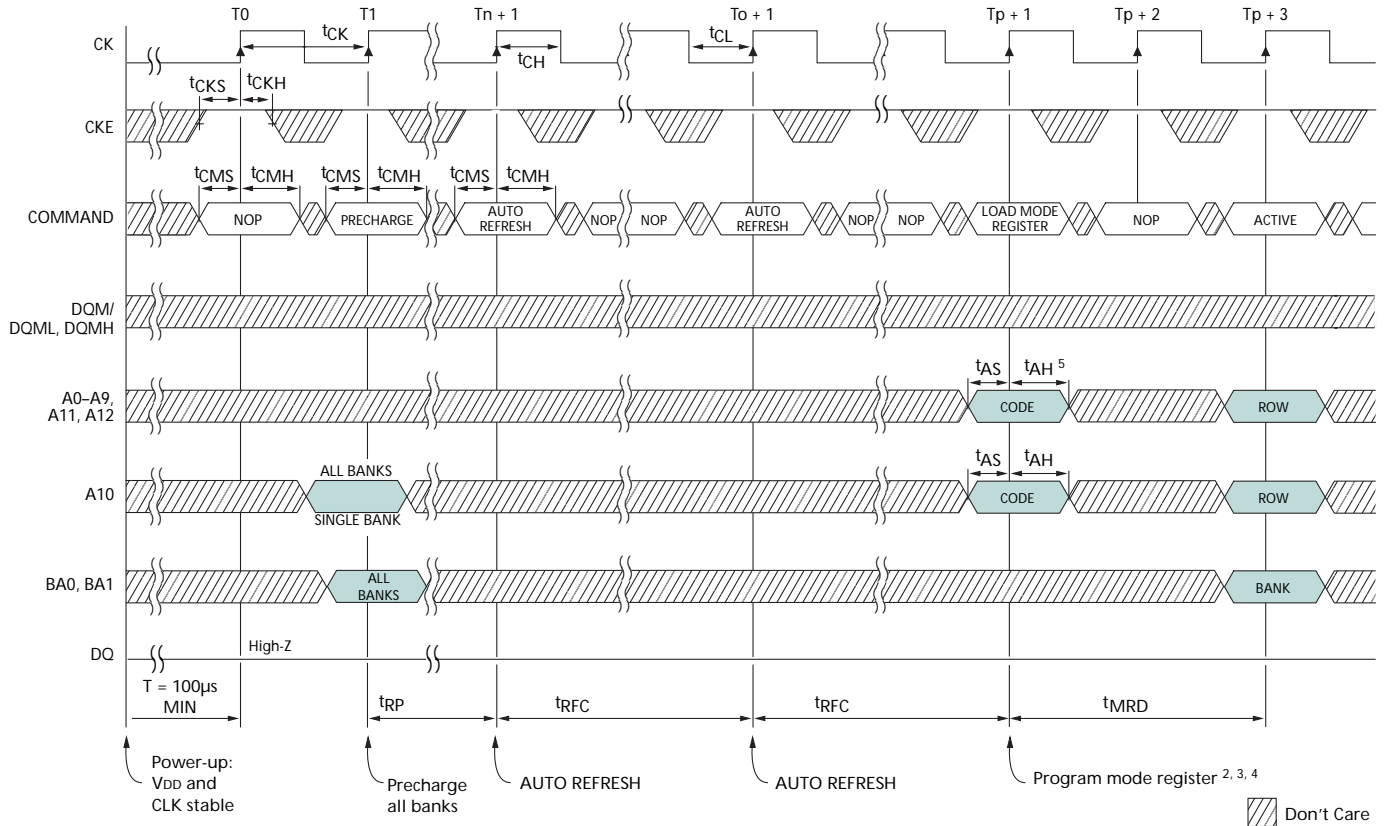 T0 T1 Tn + 1 To + 1 Tp + 1 Tp + 2 Tp + 3
CK tCK tCH tCL
tCKS tCKH
CKE
tCMS tCMH tCMS tCMH tCMS tCMH
COMMAND NOP PRECHARGE AUTO REFRESH NOP NOP AUTO REFRESH NOP NOP LOAD MODE REGISTER NOP ACTIVE
DQM/
DQML, DQMH
tAS tAH 5
A0–A9,
A11, A12 CODE ROW
ALL BANKS tAS tAH
A10 CODE ROW
SINGLE BANK
BA0, BA1 ALL BANKS BANK
DQ High-Z
T = 100µs
MIN tRP tRFC tRFC tMRD
Power-up:
VDD and
CLK stable
Precharge
all banks
AUTO REFRESH
AUTO REFRESH
Program mode register 2, 3, 4
Don't Care